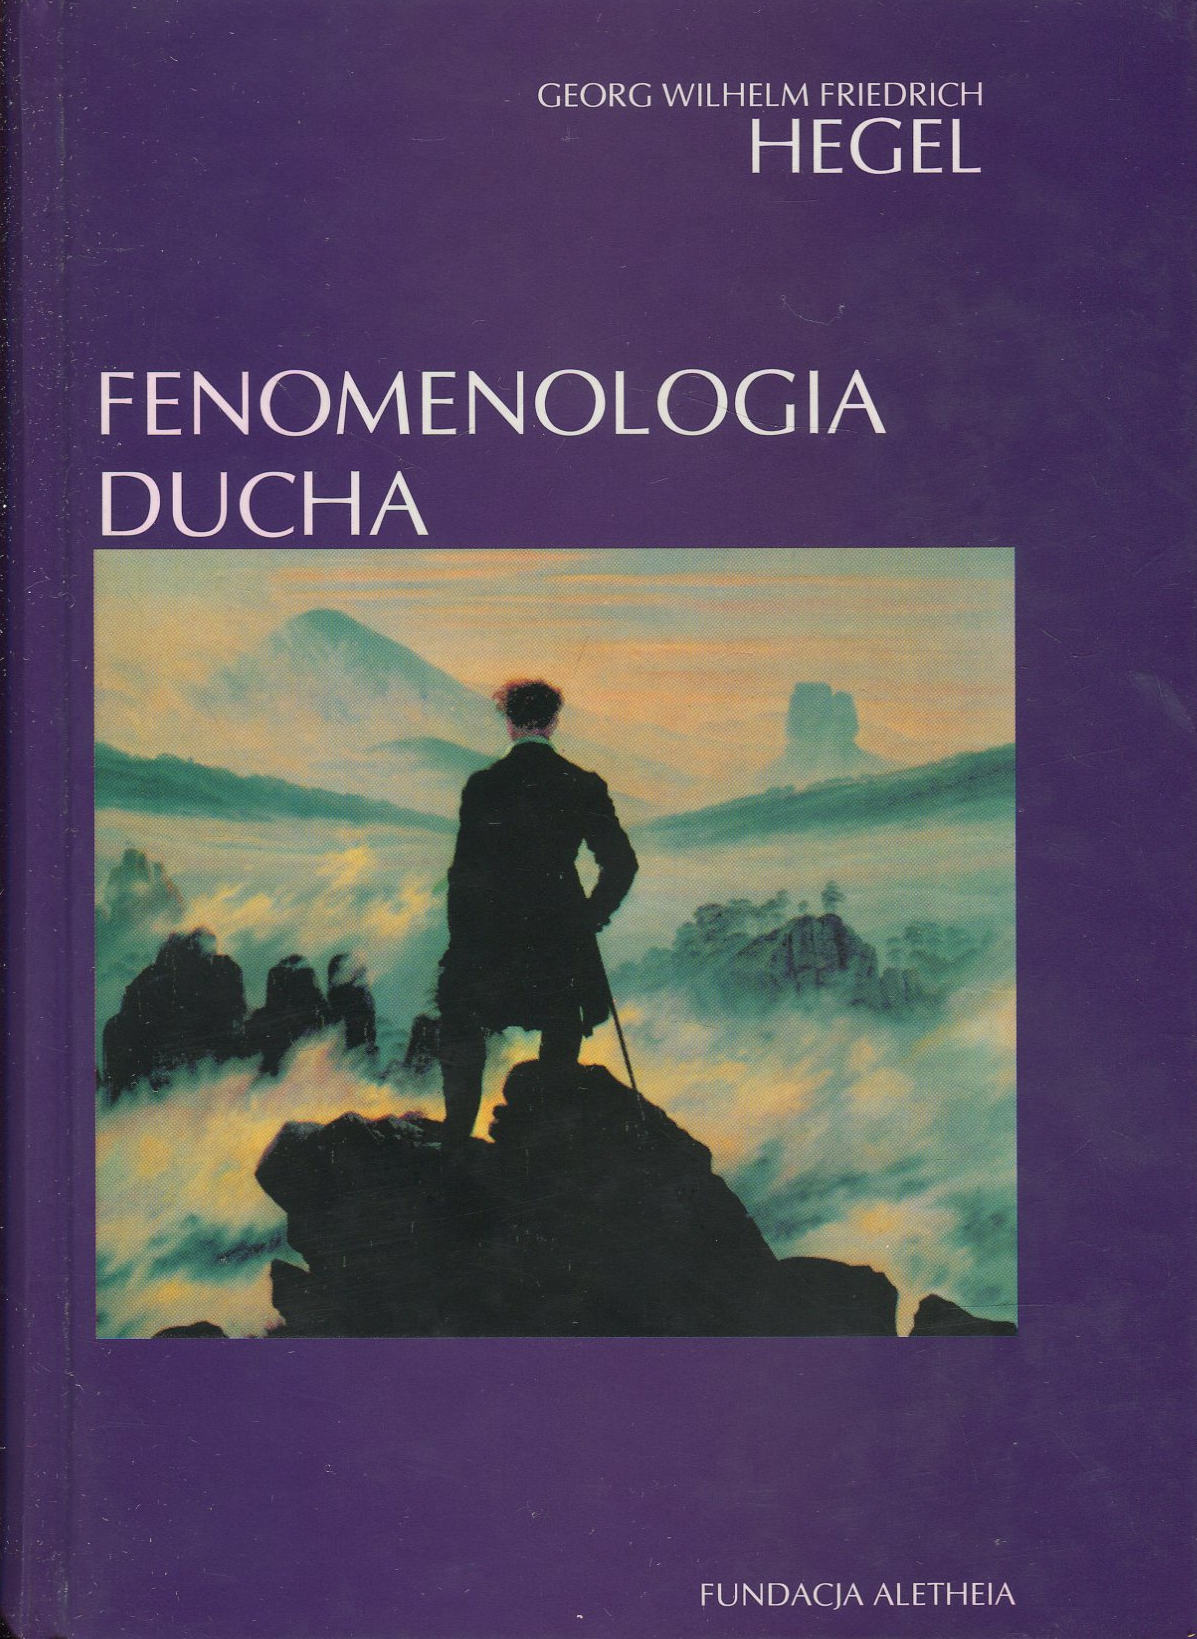 GEORG WILHELM FRIEDRICH
HEGEL
FENOMENOLOGIA
DUCHA
FUNDACJA ALETHEIA